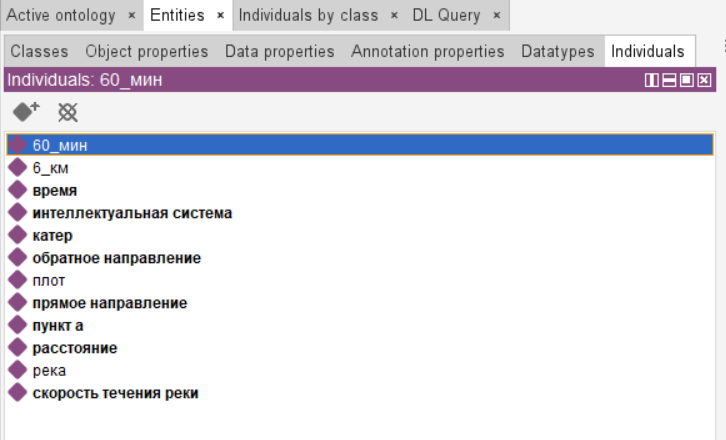 Active ontology × Entities × Individuals by class × DL Query ×
Classes Object properties Data properties Annotation properties Datatypes Individuals
Individuals: 60_мин
60_мин
6_км
время
интеллектуальная система
катер
обратное направление
плот
прямое направление
пункт а
расстояние
река
скорость течения реки